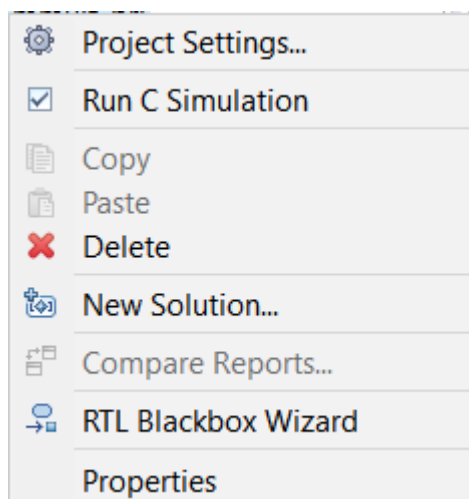 Project Settings...
Run C Simulation
Copy
Paste
Delete
New Solution...
Compare Reports...
RTL Blackbox Wizard
Properties